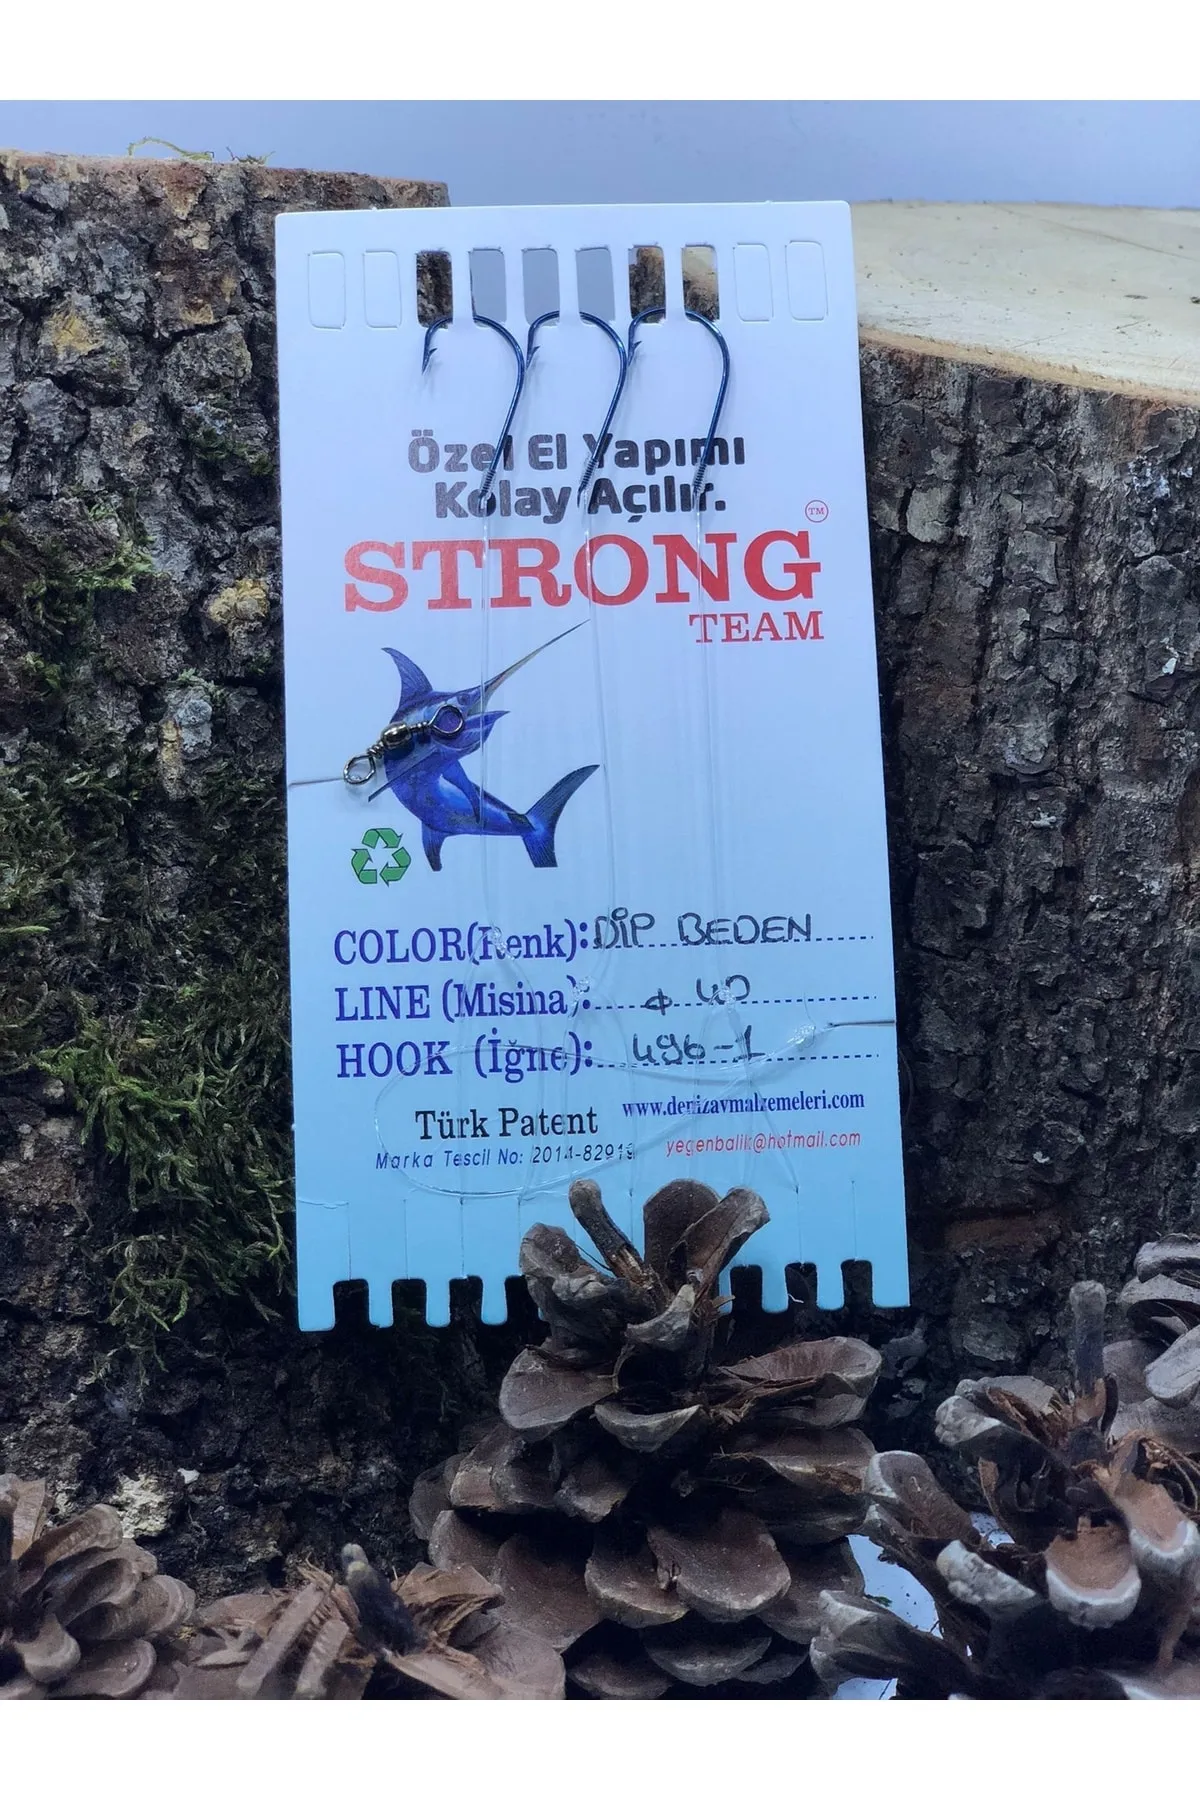 Özel El Yapımı
Kolay Açılır.
STRONG TM
TEAM
COLOR(Renk): DİP BEDEN
LINE (Misina): ϕ 40
HOOK (İğne): 496-1
Türk Patent
www.denizavmalzemeleri.com
Marka Tescil No: 2014-82919
yegenbalik@hotmail.com